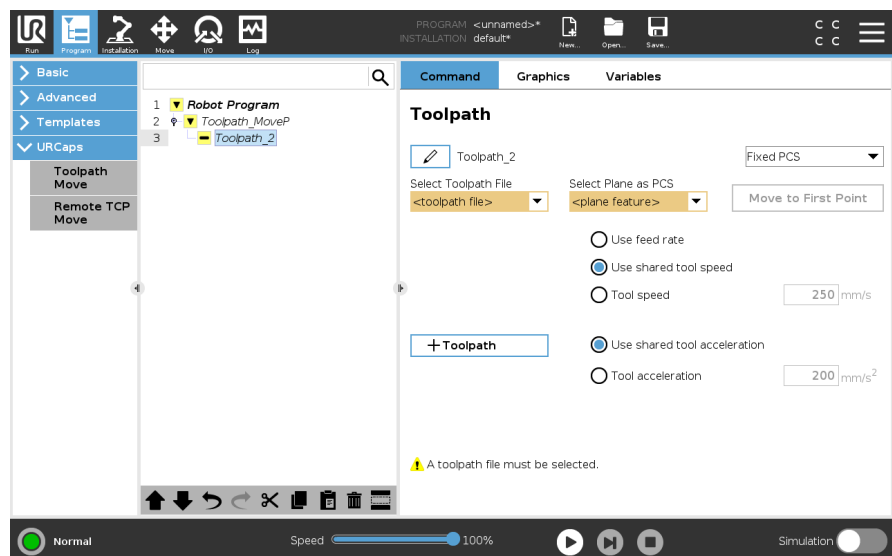 PROGRAM <unnamed>*
INSTALLATION default*
UR
Run
Program
Installation
Move
I/O
Log
New...
Open...
Save...
C C
C C
Basic
Advanced
Templates
URCaps
Toolpath
Move
Remote TCP
Move
1 Robot Program
2 Toolpath_MoveP
3 Toolpath_2
Command Graphics Variables
Toolpath
Toolpath_2
Fixed PCS
Select Toolpath File
Select Plane as PCS
<toolpath file>
<plane feature>
Move to First Point
Use feed rate
Use shared tool speed
Tool speed 250 mm/s
+Toolpath
Use shared tool acceleration
Tool acceleration 200 mm/s²
A toolpath file must be selected.
Normal
Speed 100%
Simulation